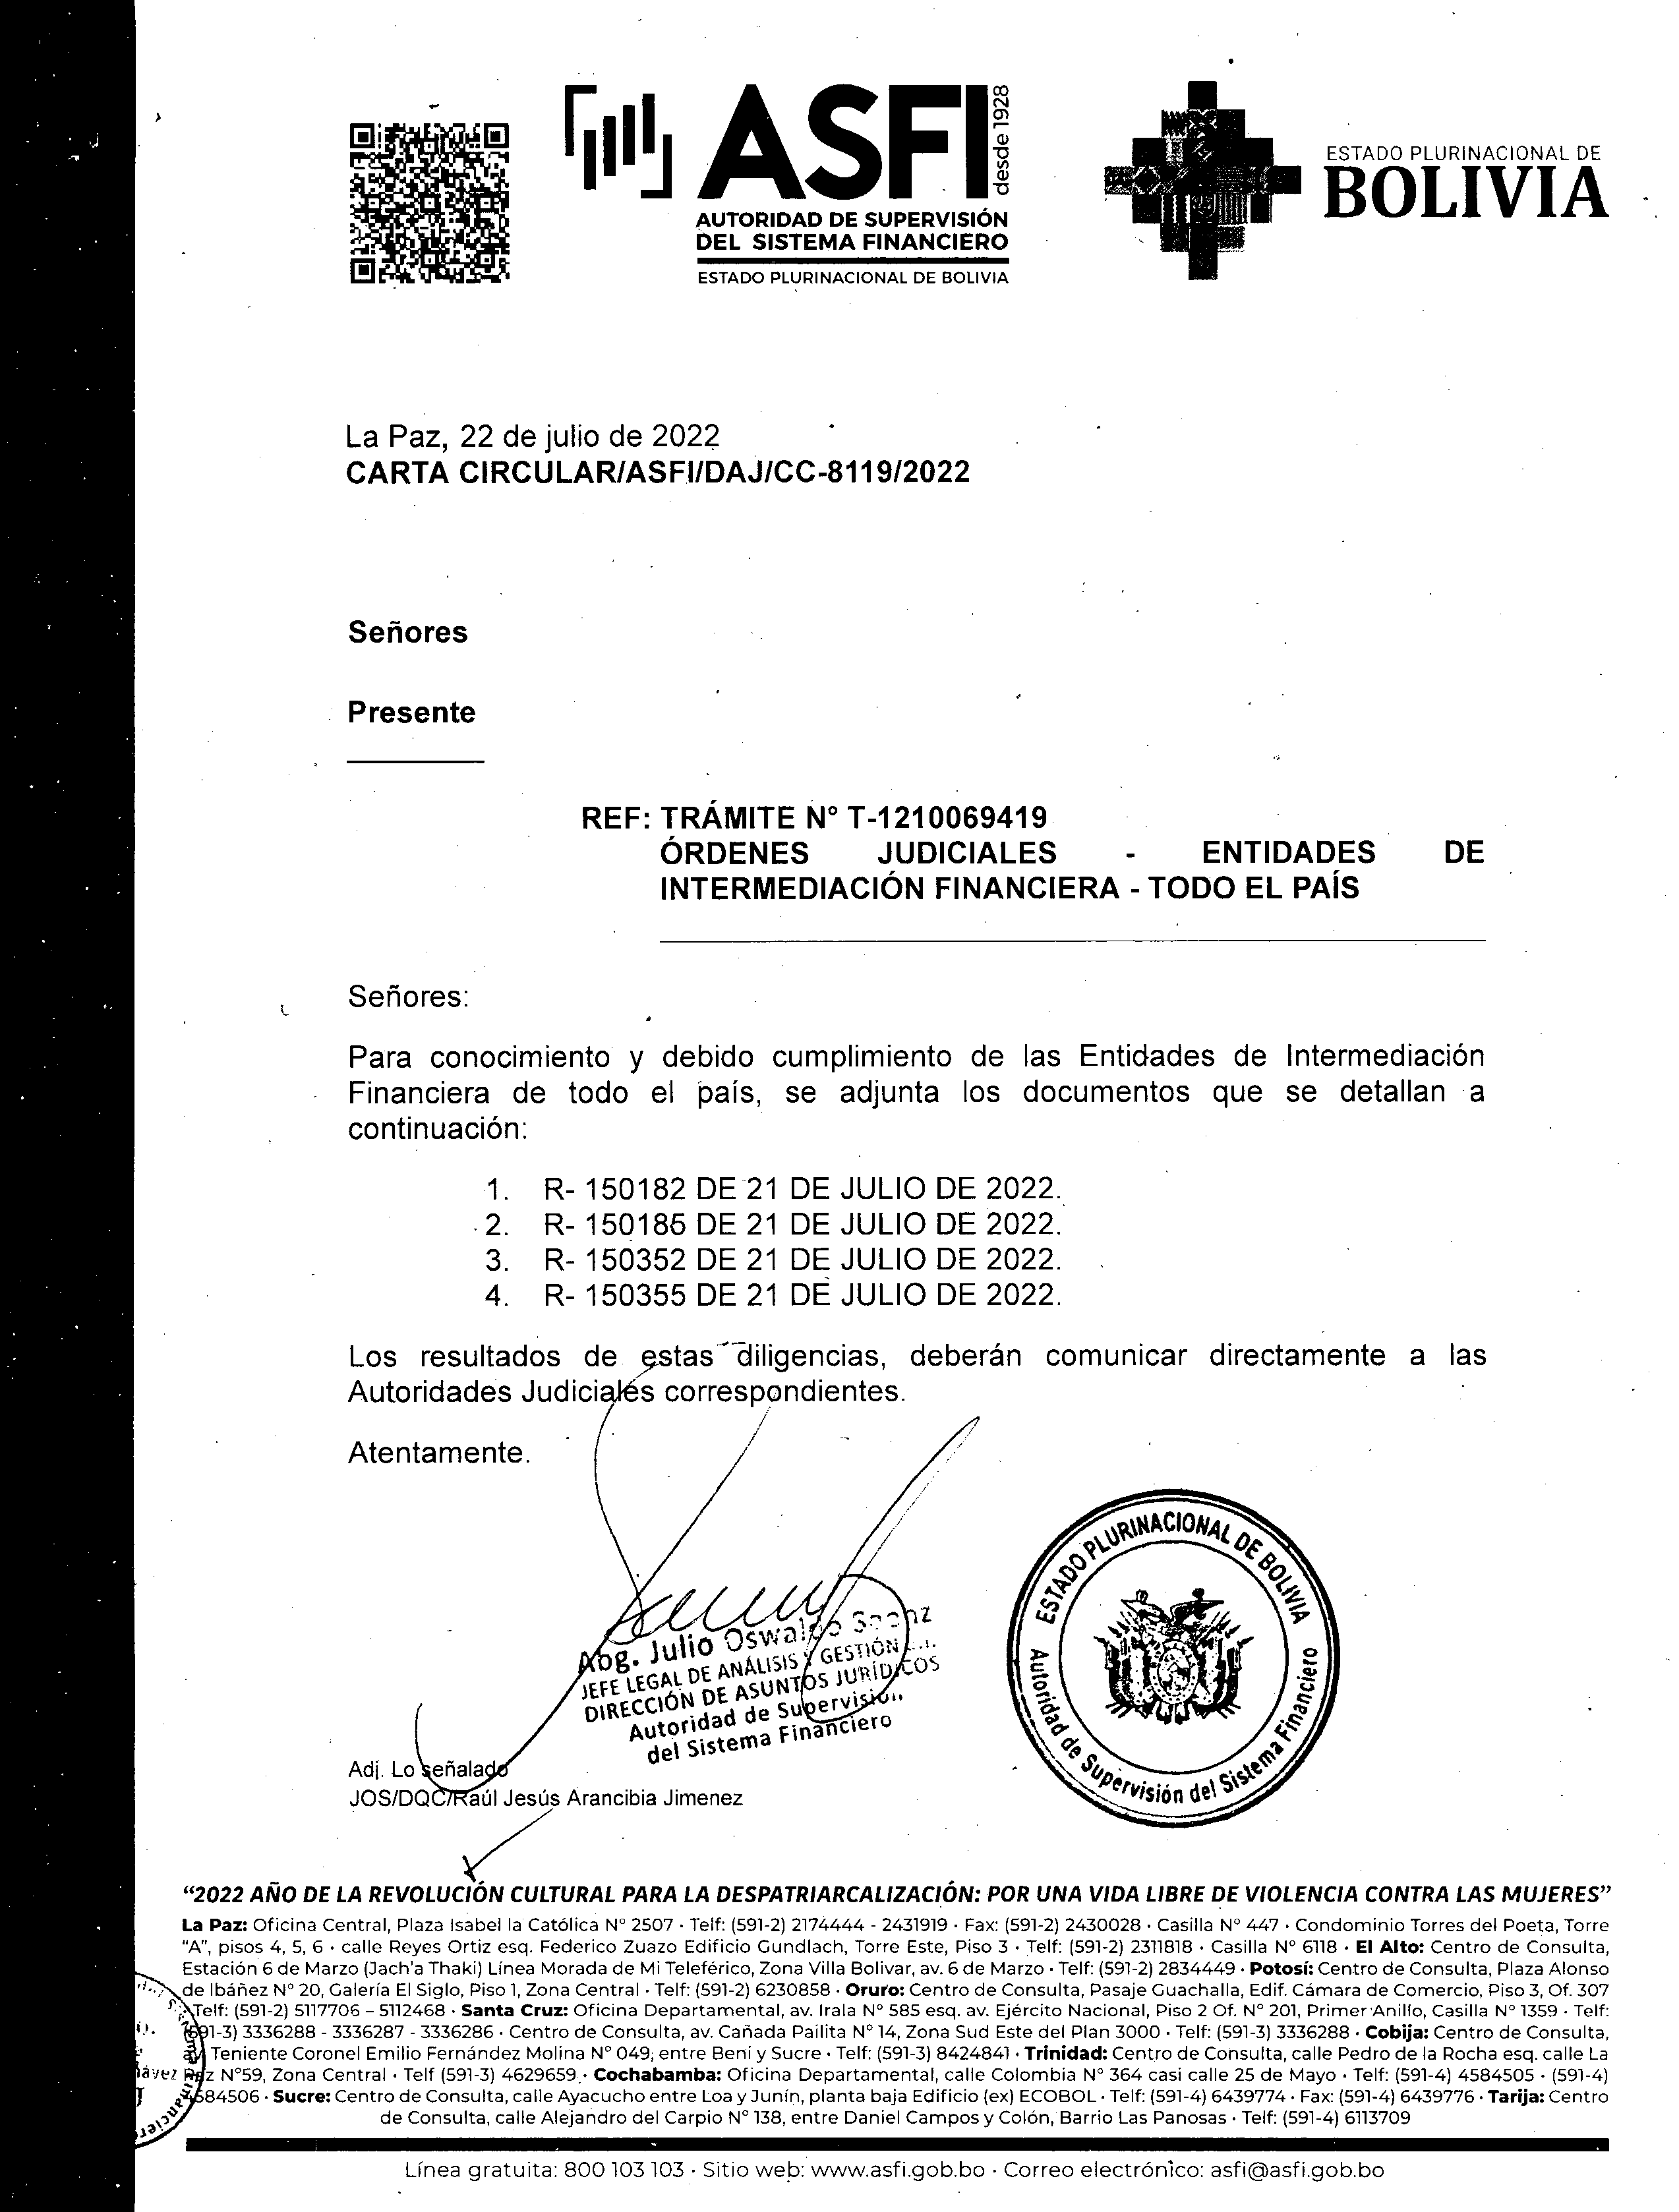 ASFI
desde 1928
AUTORIDAD DE SUPERVISIÓN
DEL SISTEMA FINANCIERO
ESTADO PLURINACIONAL DE BOLIVIA
ESTADO PLURINACIONAL DE
BOLIVIA
La Paz, 22 de julio de 2022
CARTA CIRCULAR/ASFI/DAJ/CC-8119/2022
Señores
Presente
REF: TRÁMITE N° T-1210069419
ÓRDENES JUDICIALES - ENTIDADES DE
INTERMEDIACIÓN FINANCIERA - TODO EL PAÍS
Señores:
Para conocimiento y debido cumplimiento de las Entidades de Intermediación
Financiera de todo el país, se adjunta los documentos que se detallan a
continuación:
1. R- 150182 DE 21 DE JULIO DE 2022.
2. R- 150185 DE 21 DE JULIO DE 2022.
3. R- 150352 DE 21 DE JULIO DE 2022.
4. R- 150355 DE 21 DE JULIO DE 2022.
Los resultados de estas diligencias, deberán comunicar directamente a las
Autoridades Judiciales correspondientes.
Atentamente.
Abg. Julio Oswaldo
JEFE LEGAL DE ANÁLISIS Y GESTIÓN
DIRECCIÓN DE ASUNTOS JURÍDICOS
Autoridad de Supervisión
del Sistema Financiero
ESTADO PLURINACIONAL DE BOLIVIA
Autoridad de Supervisión del Sistema Financiero
Adj. Lo señalado
JOS/DQC/Raúl Jesús Arancibia Jimenez
“2022 AÑO DE LA REVOLUCIÓN CULTURAL PARA LA DESPATRIARCALIZACIÓN: POR UNA VIDA LIBRE DE VIOLENCIA CONTRA LAS MUJERES”
La Paz: Oficina Central, Plaza Isabel la Católica N° 2507 · Telf: (591-2) 2174444 - 2431919 · Fax: (591-2) 2430028 · Casilla N° 447 · Condominio Torres del Poeta, Torre
“A”, pisos 4, 5, 6 · calle Reyes Ortiz esq. Federico Zuazo Edificio Gundlach, Torre Este, Piso 3 · Telf: (591-2) 2311818 · Casilla N° 6118 · El Alto: Centro de Consulta,
Estación 6 de Marzo (Jach’a Thaki) Línea Morada de Mi Teleférico, Zona Villa Bolivar, av. 6 de Marzo · Telf: (591-2) 2834449 · Potosí: Centro de Consulta, Plaza Alonso
de Ibáñez N° 20, Galería El Siglo, Piso 1, Zona Central · Telf: (591-2) 6230858 · Oruro: Centro de Consulta, Pasaje Guachalla, Edif. Cámara de Comercio, Piso 3, Of. 307
Telf: (591-2) 5117706 – 5112468 · Santa Cruz: Oficina Departamental, av. Irala N° 585 esq. av. Ejército Nacional, Piso 2 Of. N° 201, Primer Anillo, Casilla N° 1359 · Telf:
(591-3) 3336288 - 3336287 - 3336286 · Centro de Consulta, av. Cañada Pailita N° 14, Zona Sud Este del Plan 3000 · Telf: (591-3) 3336288 · Cobija: Centro de Consulta,
av. Teniente Coronel Emilio Fernández Molina N° 049, entre Beni y Sucre · Telf: (591-3) 8424841 · Trinidad: Centro de Consulta, calle Pedro de la Rocha esq. calle La
Paz N°59, Zona Central · Telf (591-3) 4629659 · Cochabamba: Oficina Departamental, calle Colombia N° 364 casi calle 25 de Mayo · Telf: (591-4) 4584505 · (591-4)
4584506 · Sucre: Centro de Consulta, calle Ayacucho entre Loa y Junín, planta baja Edificio (ex) ECOBOL · Telf: (591-4) 6439774 · Fax: (591-4) 6439776 · Tarija: Centro
de Consulta, calle Alejandro del Carpio N° 138, entre Daniel Campos y Colón, Barrio Las Panosas · Telf: (591-4) 6113709
Línea gratuita: 800 103 103 · Sitio web: www.asfi.gob.bo · Correo electrónico: asfi@asfi.gob.bo